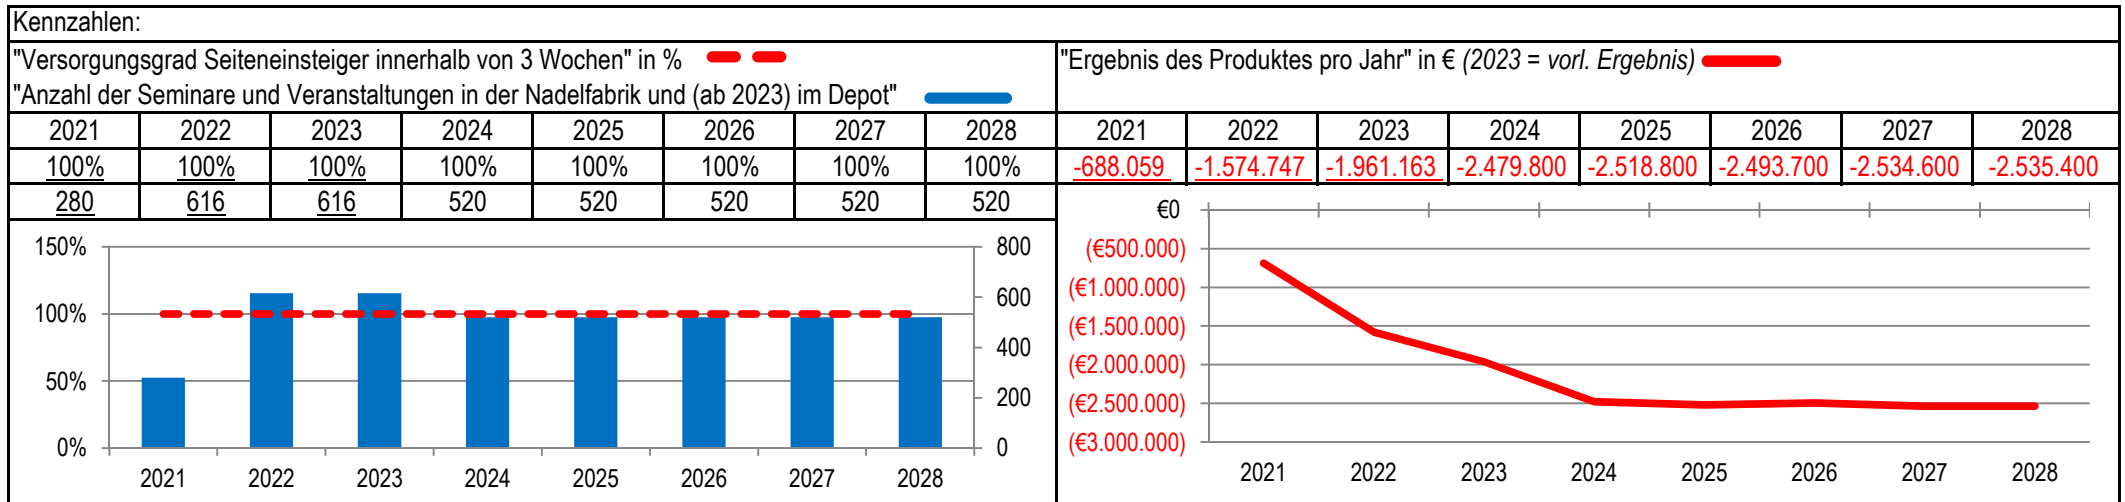 Kennzahlen:
"Versorgungsgrad Seiteneinsteiger innerhalb von 3 Wochen" in %
"Anzahl der Seminare und Veranstaltungen in der Nadelfabrik und (ab 2023) im Depot"
2021 2022 2023 2024 2025 2026 2027 2028
100% 100% 100% 100% 100% 100% 100% 100%
280 616 616 520 520 520 520 520
150% 800
100% 600
400
50% 200
0% 0
2021 2022 2023 2024 2025 2026 2027 2028
"Ergebnis des Produktes pro Jahr" in € (2023 = vorl. Ergebnis)
2021 2022 2023 2024 2025 2026 2027 2028
-688.059 -1.574.747 -1.961.163 -2.479.800 -2.518.800 -2.493.700 -2.534.600 -2.535.400
€0
(€500.000)
(€1.000.000)
(€1.500.000)
(€2.000.000)
(€2.500.000)
(€3.000.000)
2021 2022 2023 2024 2025 2026 2027 2028